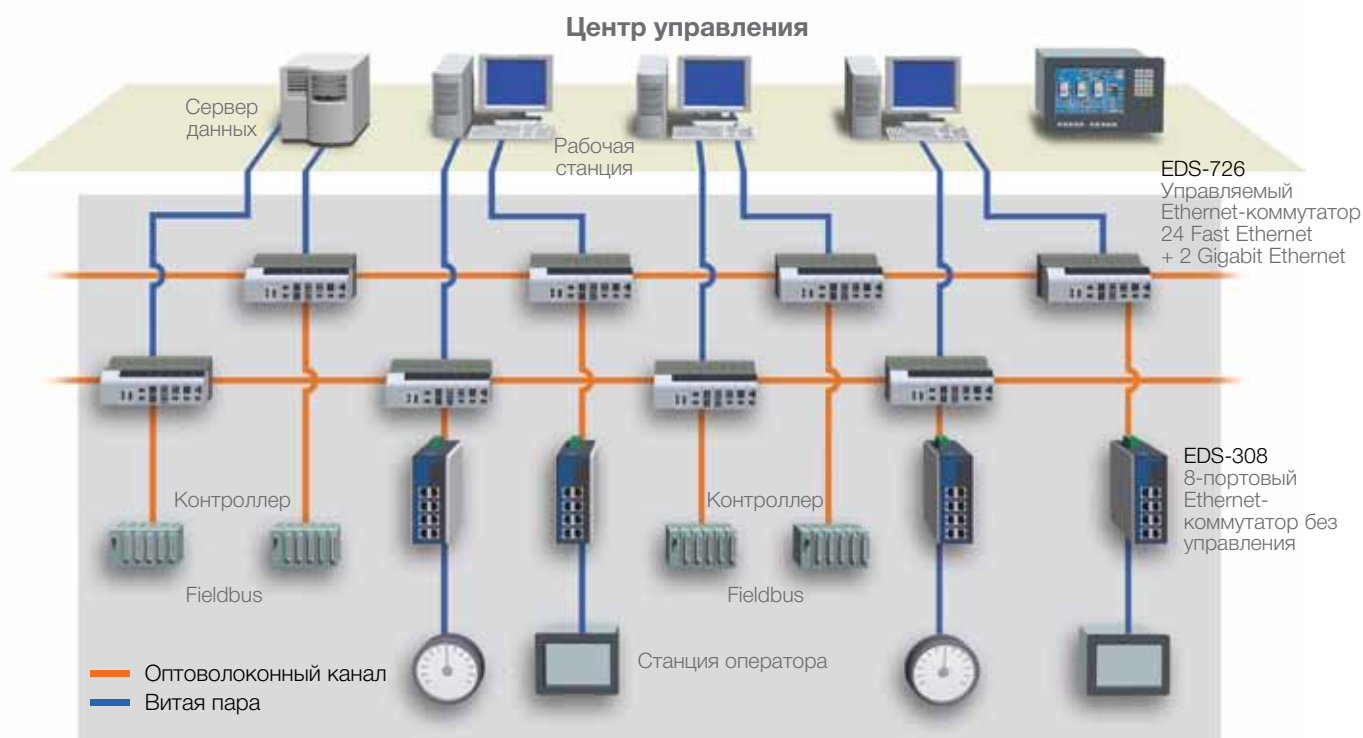 Центр управления
Сервер
данных
Рабочая
станция
EDS-726
Управляемый
Ethernet-коммутатор
24 Fast Ethernet
+ 2 Gigabit Ethernet
EDS-308
8-портовый
Ethernet-
коммутатор без
управления
Контроллер
Контроллер
Fieldbus
Fieldbus
Станция оператора
Оптоволоконный канал
Витая пара